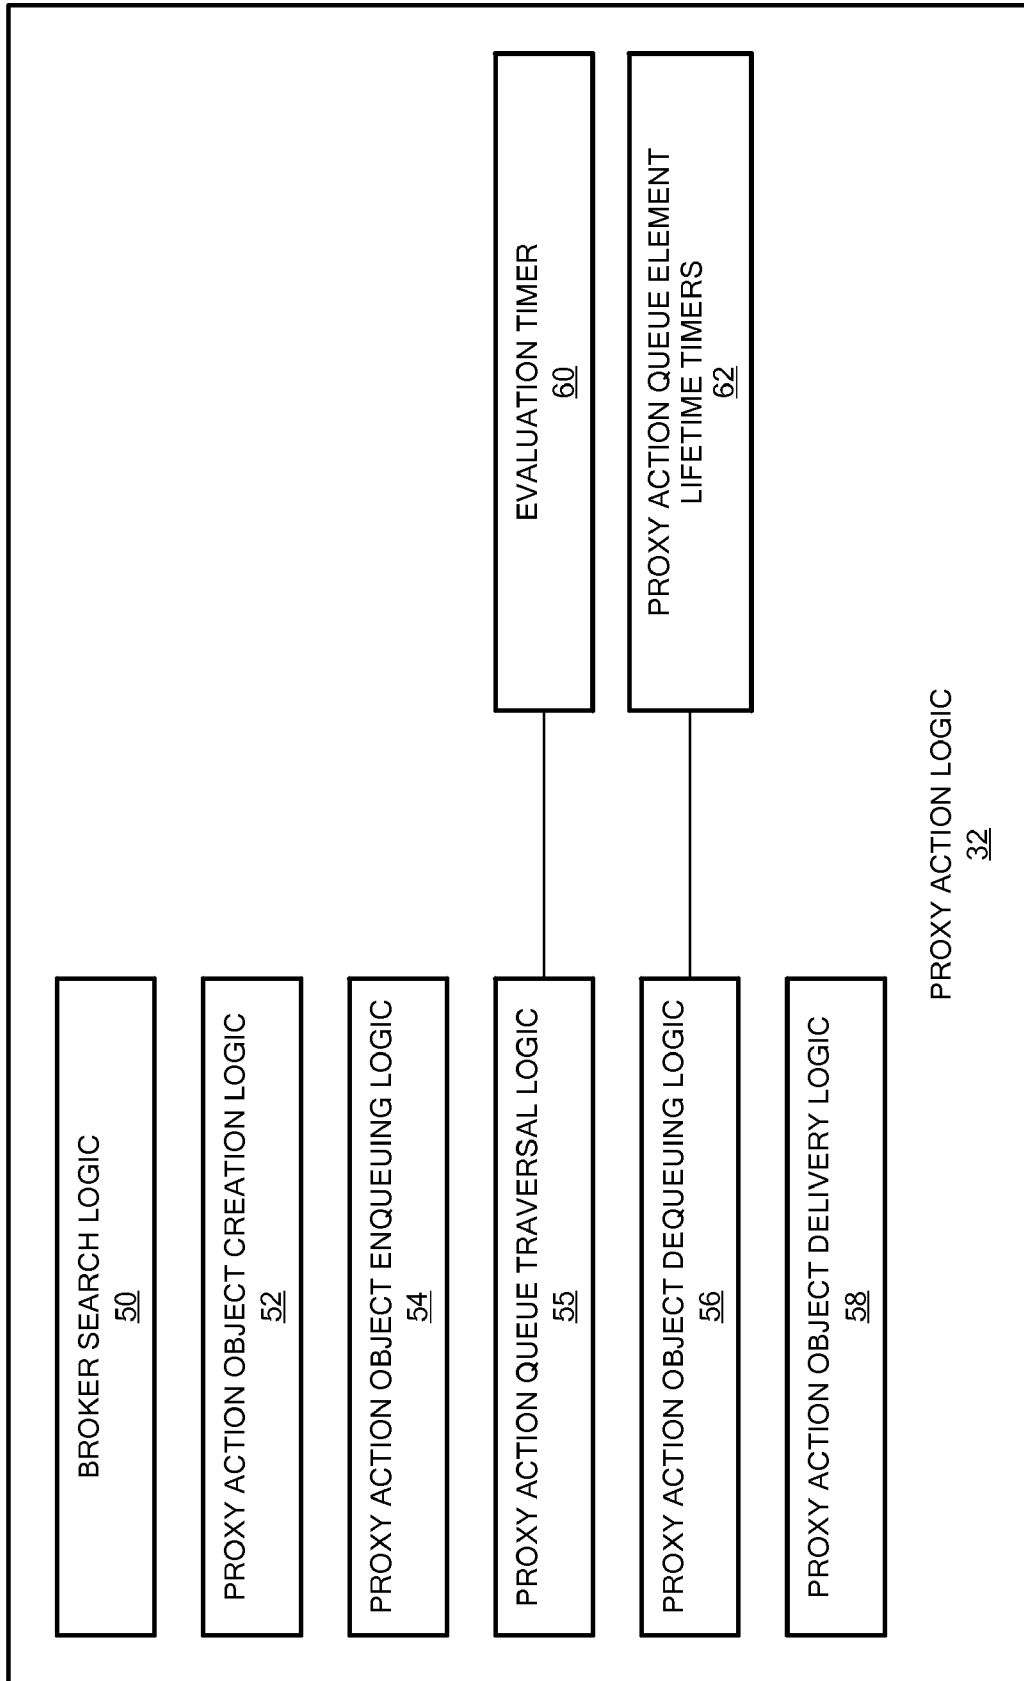 BROKER SEARCH LOGIC
50
PROXY ACTION OBJECT CREATION LOGIC
52
PROXY ACTION OBJECT ENQUEUING LOGIC
54
PROXY ACTION QUEUE TRAVERSAL LOGIC
55
EVALUATION TIMER
60
PROXY ACTION OBJECT DEQUEUING LOGIC
56
PROXY ACTION QUEUE ELEMENT
LIFETIME TIMERS
62
PROXY ACTION OBJECT DELIVERY LOGIC
58
PROXY ACTION LOGIC
32